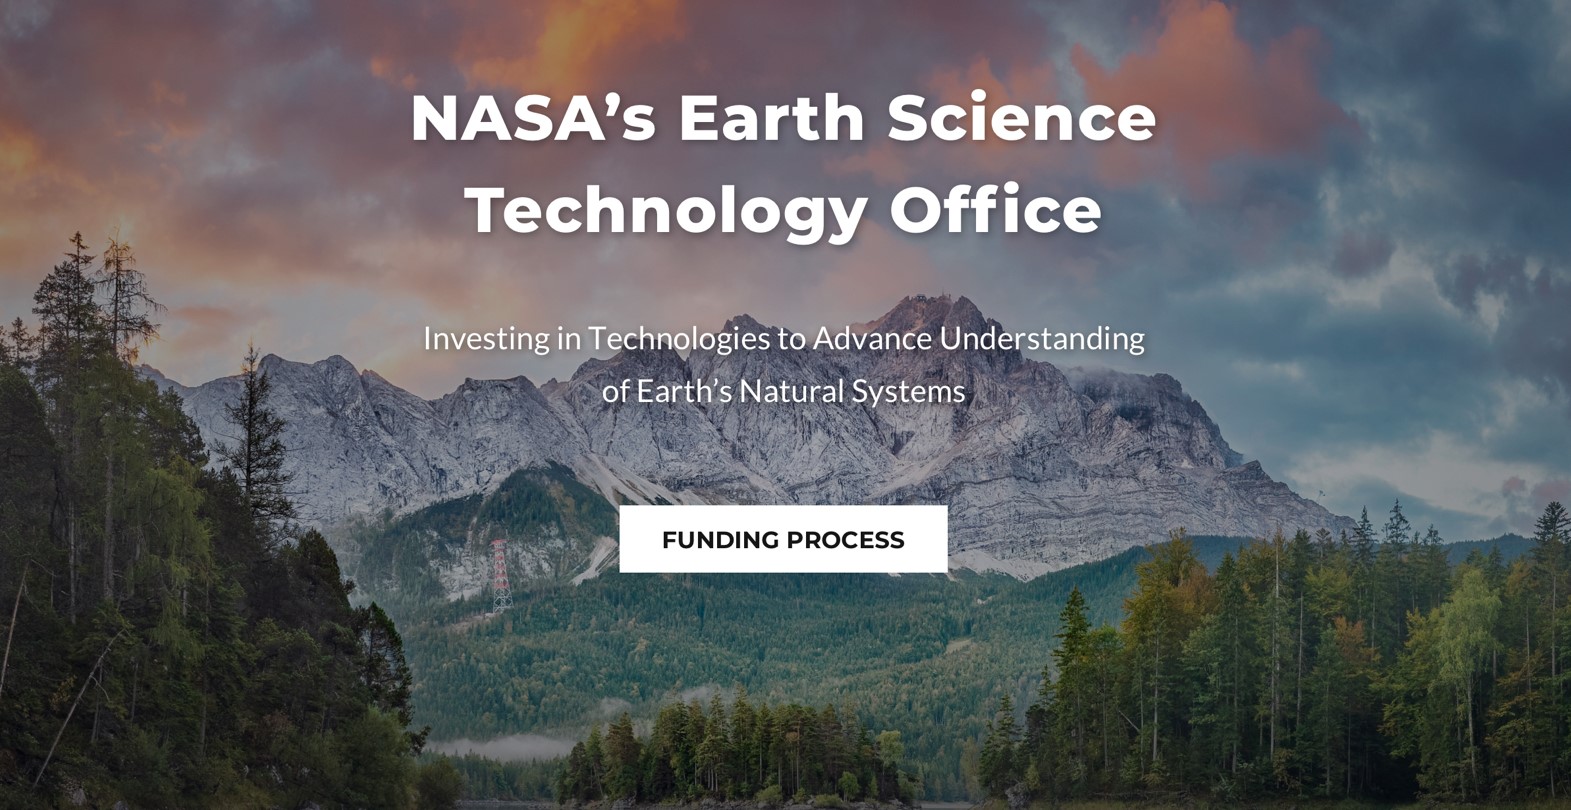 NASA’s Earth Science
Technology Office
Investing in Technologies to Advance Understanding
of Earth’s Natural Systems
FUNDING PROCESS